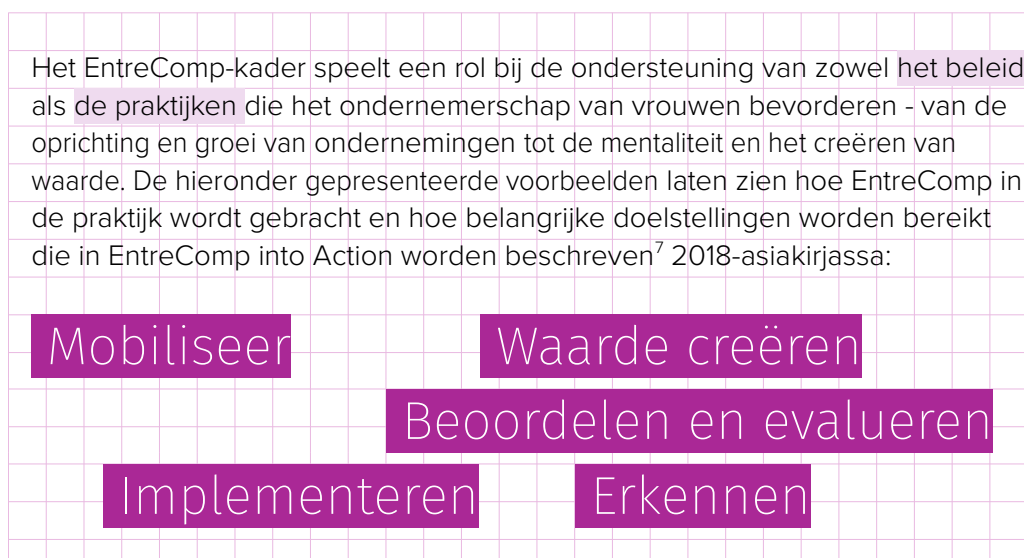 Het EntreComp-kader speelt een rol bij de ondersteuning van zowel het beleid
als de praktijken die het ondernemerschap van vrouwen bevorderen - van de
oprichting en groei van ondernemingen tot de mentaliteit en het creëren van
waarde. De hieronder gepresenteerde voorbeelden laten zien hoe EntreComp in
de praktijk wordt gebracht en hoe belangrijke doelstellingen worden bereikt
die in EntreComp into Action worden beschreven⁷ 2018-asiakirjassa:
Mobiliseer
Waarde creëren
Beoordelen en evalueren
Implementeren
Erkennen